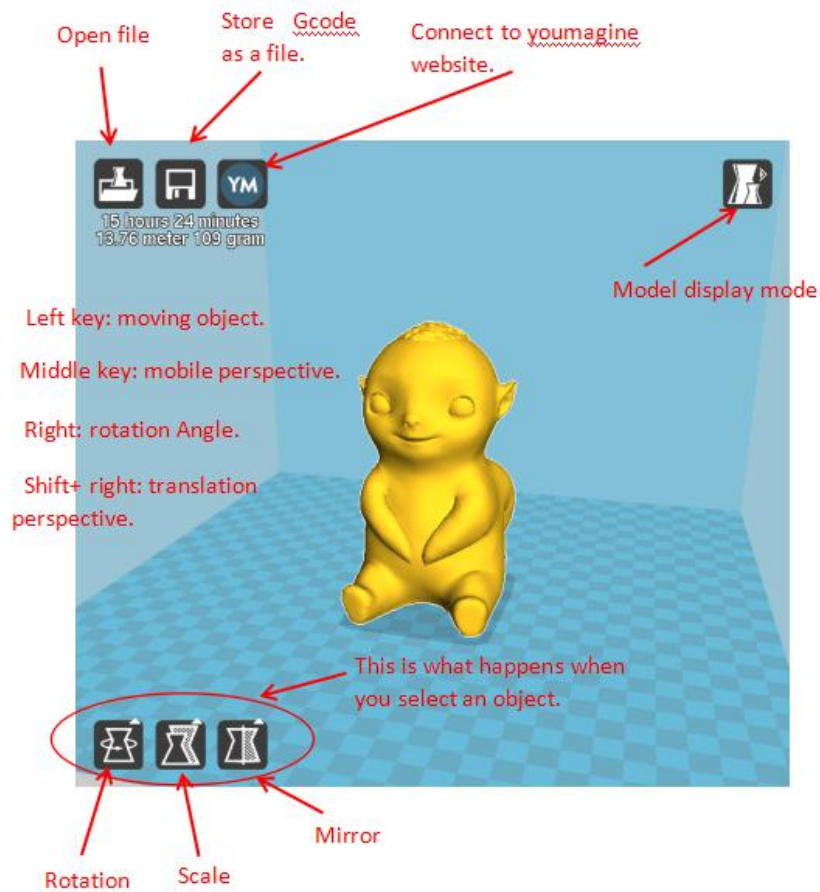 Open file
Store Gcode
as a file.
Connect to youmagine
website.
YM
15 hours 24 minutes
13.76 meter 109 gram
Model display mode
Left key: moving object.
Middle key: mobile perspective.
Right: rotation Angle.
Shift+ right: translation
perspective.
This is what happens when
you select an object.
Mirror
Rotation
Scale